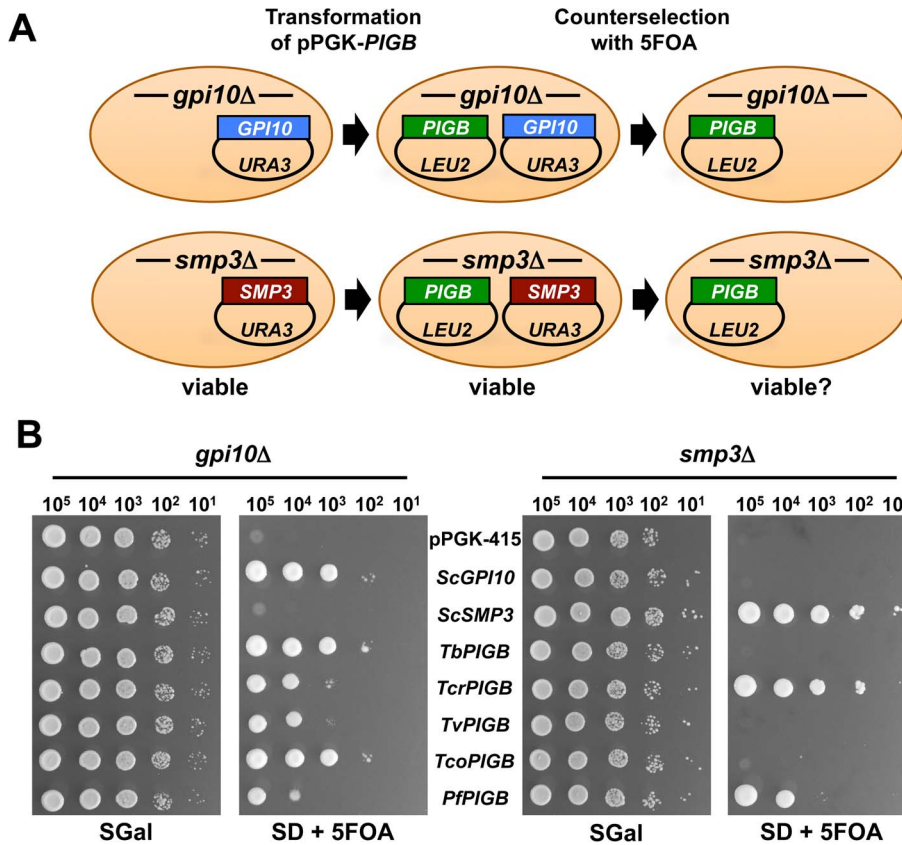 A
Transformation
of pPGK-PIGB
Counterselection
with 5FOA
gpi10Δ
GPI10
URA3
gpi10Δ
PIGB
GPI10
LEU2
URA3
gpi10Δ
PIGB
LEU2
smp3Δ
SMP3
URA3
smp3Δ
PIGB
SMP3
LEU2
URA3
smp3Δ
PIGB
LEU2
viable
viable
viable?
B
gpi10Δ
smp3Δ
10⁵ 10⁴ 10³ 10² 10¹
10⁵ 10⁴ 10³ 10² 10¹
10⁵ 10⁴ 10³ 10² 10¹
10⁵ 10⁴ 10³ 10² 10
pPGK-415
ScGPI10
ScSMP3
TbPIGB
TcrPIGB
TvPIGB
TcoPIGB
PfPIGB
SGal
SD + 5FOA
SGal
SD + 5FOA